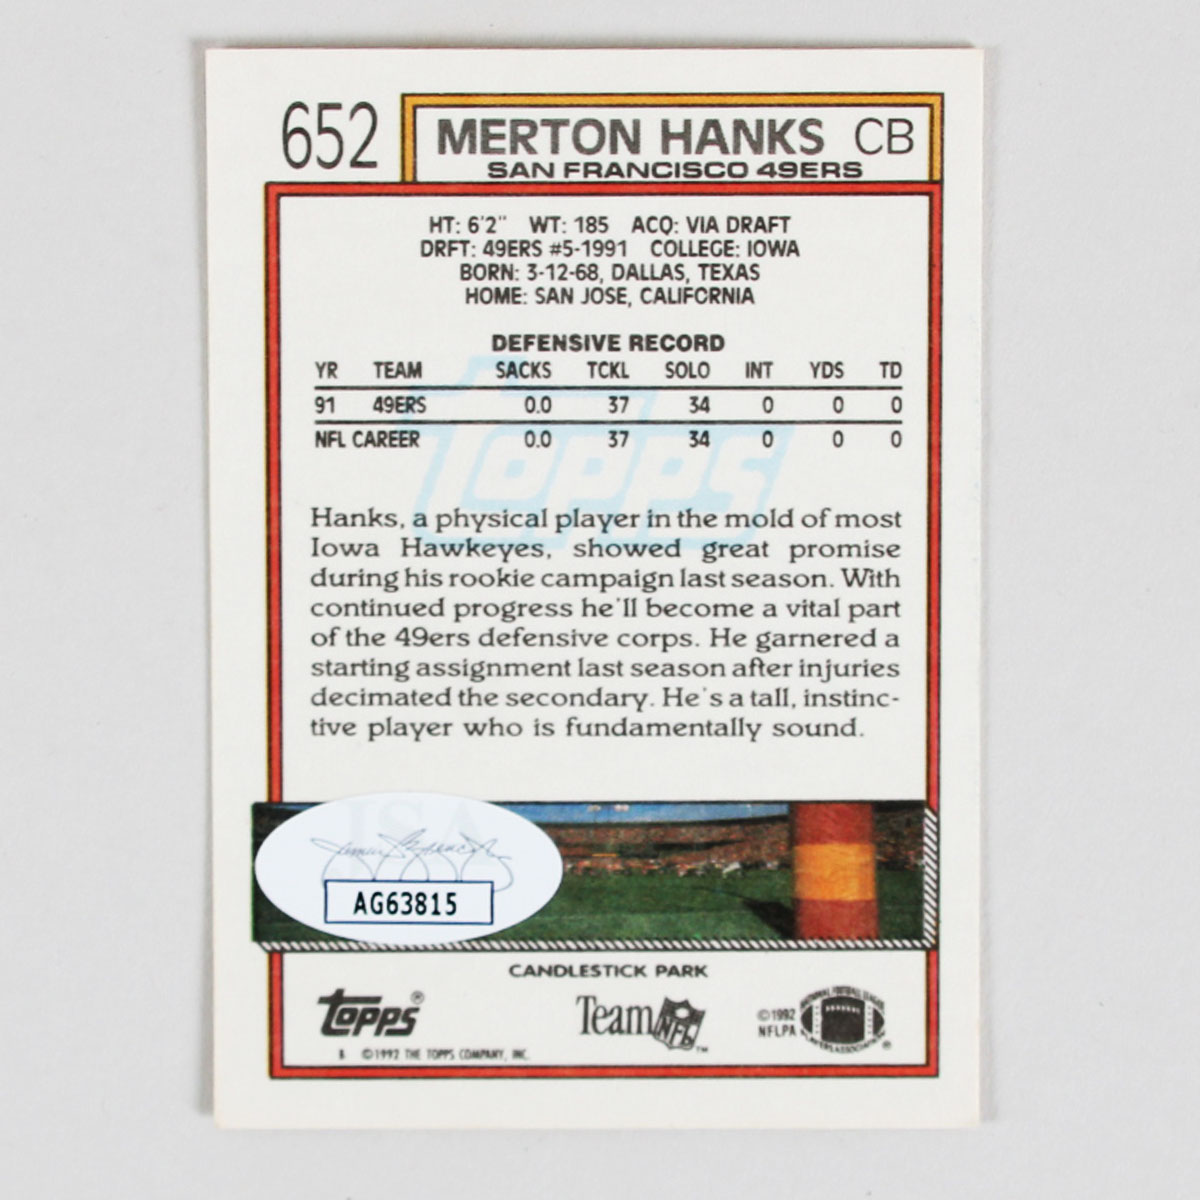 652 MERTON HANKS CB
SAN FRANCISCO 49ERS
HT: 6'2" WT: 185 ACQ: VIA DRAFT
DRFT: 49ERS #5-1991 COLLEGE: IOWA
BORN: 3-12-68, DALLAS, TEXAS
HOME: SAN JOSE, CALIFORNIA
DEFENSIVE RECORD
YR TEAM SACKS TCKL SOLO INT YDS TD
91 49ERS 0.0 37 34 0 0 0
NFL CAREER 0.0 37 34 0 0 0
Topps
Hanks, a physical player in the mold of most
Iowa Hawkeyes, showed great promise
during his rookie campaign last season. With
continued progress he'll become a vital part
of the 49ers defensive corps. He garnered a
starting assignment last season after injuries
decimated the secondary. He's a tall, instinc-
tive player who is fundamentally sound.
JSA
AG63815
CANDLESTICK PARK
Topps®
Team NFL™
©1992
NFLPA
©1992 THE TOPPS COMPANY, INC.